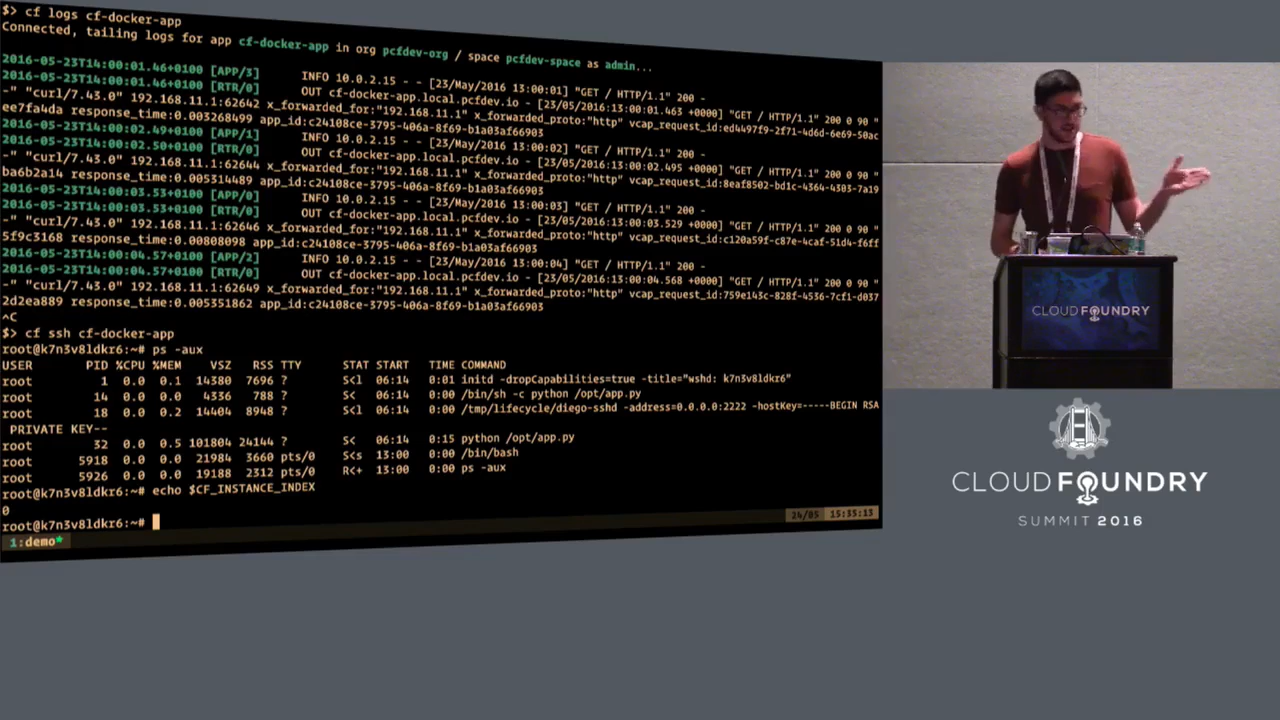 $> cf logs cf-docker-app
Connected, tailing logs for app cf-docker-app in org pcfdev-org / space pcfdev-space as admin...
2016-05-23T14:00:01.46+0100 [APP/3]      INFO 10.0.2.15 - - [23/May/2016 13:00:01] "GET / HTTP/1.1" 200 -
2016-05-23T14:00:01.46+0100 [RTR/0]      OUT cf-docker-app.local.pcfdev.io - [23/05/2016:13:00:01.463 +0000] "GET / HTTP/1.1" 200 0 90 "
-" "curl/7.43.0" 192.168.11.1:62642 x_forwarded_for:"192.168.11.1" x_forwarded_proto:"http" vcap_request_id:ed4497f9-2f71-4d6d-6e69-50ac
ee7fa4da response_time:0.003268499 app_id:c24108ce-3795-406a-8f69-b1a03af66903
2016-05-23T14:00:02.49+0100 [APP/1]      INFO 10.0.2.15 - - [23/May/2016 13:00:02] "GET / HTTP/1.1" 200 -
2016-05-23T14:00:02.50+0100 [RTR/0]      OUT cf-docker-app.local.pcfdev.io - [23/05/2016:13:00:02.495 +0000] "GET / HTTP/1.1" 200 0 90 "
-" "curl/7.43.0" 192.168.11.1:62644 x_forwarded_for:"192.168.11.1" x_forwarded_proto:"http" vcap_request_id:8eaf8502-bd1c-4364-4303-7a19
ba6b2a14 response_time:0.005314489 app_id:c24108ce-3795-406a-8f69-b1a03af66903
2016-05-23T14:00:03.53+0100 [APP/0]      INFO 10.0.2.15 - - [23/May/2016 13:00:03] "GET / HTTP/1.1" 200 -
2016-05-23T14:00:03.53+0100 [RTR/0]      OUT cf-docker-app.local.pcfdev.io - [23/05/2016:13:00:03.529 +0000] "GET / HTTP/1.1" 200 0 90 "
-" "curl/7.43.0" 192.168.11.1:62646 x_forwarded_for:"192.168.11.1" x_forwarded_proto:"http" vcap_request_id:c120a59f-c87e-4caf-51d4-f6ff
5f9c3168 response_time:0.00808098 app_id:c24108ce-3795-406a-8f69-b1a03af66903
2016-05-23T14:00:04.57+0100 [APP/2]      INFO 10.0.2.15 - - [23/May/2016 13:00:04] "GET / HTTP/1.1" 200 -
2016-05-23T14:00:04.57+0100 [RTR/0]      OUT cf-docker-app.local.pcfdev.io - [23/05/2016:13:00:04.568 +0000] "GET / HTTP/1.1" 200 0 90 "
-" "curl/7.43.0" 192.168.11.1:62648 x_forwarded_for:"192.168.11.1" x_forwarded_proto:"http" vcap_request_id:759e143c-828f-4536-7cf1-d037
2d2ea889 response_time:0.005351862 app_id:c24108ce-3795-406a-8f69-b1a03af66903
^C
$> cf ssh cf-docker-app
root@k7n3v8ldkr6:~# ps -aux
USER       PID %CPU %MEM    VSZ   RSS TTY      STAT START   TIME COMMAND
root         1  0.0  0.1  14380  7696 ?        S<l  06:14   0:01 initd -dropCapabilities=true -title="wshd: k7n3v8ldkr6"
root        14  0.0  0.0   4336   788 ?        S<   06:14   0:00 /bin/sh -c python /opt/app.py
root        18  0.0  0.2  14404  8948 ?        S<l  06:14   0:00 /tmp/lifecycle/diego-sshd -address=0.0.0.0:2222 -hostKey=-----BEGIN RSA
PRIVATE KEY--
root        32  0.0  0.5 101804 24144 ?        S<   06:14   0:15 python /opt/app.py
root      5918  0.0  0.0  21984  3660 pts/0    S<s  13:00   0:00 /bin/bash
root      5926  0.0  0.0  19188  2312 pts/0    R<+  13:00   0:00 ps -aux
root@k7n3v8ldkr6:~# echo $CF_INSTANCE_INDEX
0
root@k7n3v8ldkr6:~#
24/05 15:35:13
1:demo*
CLOUDFOUNDRY
CLOUD FOUNDRY
SUMMIT 2016